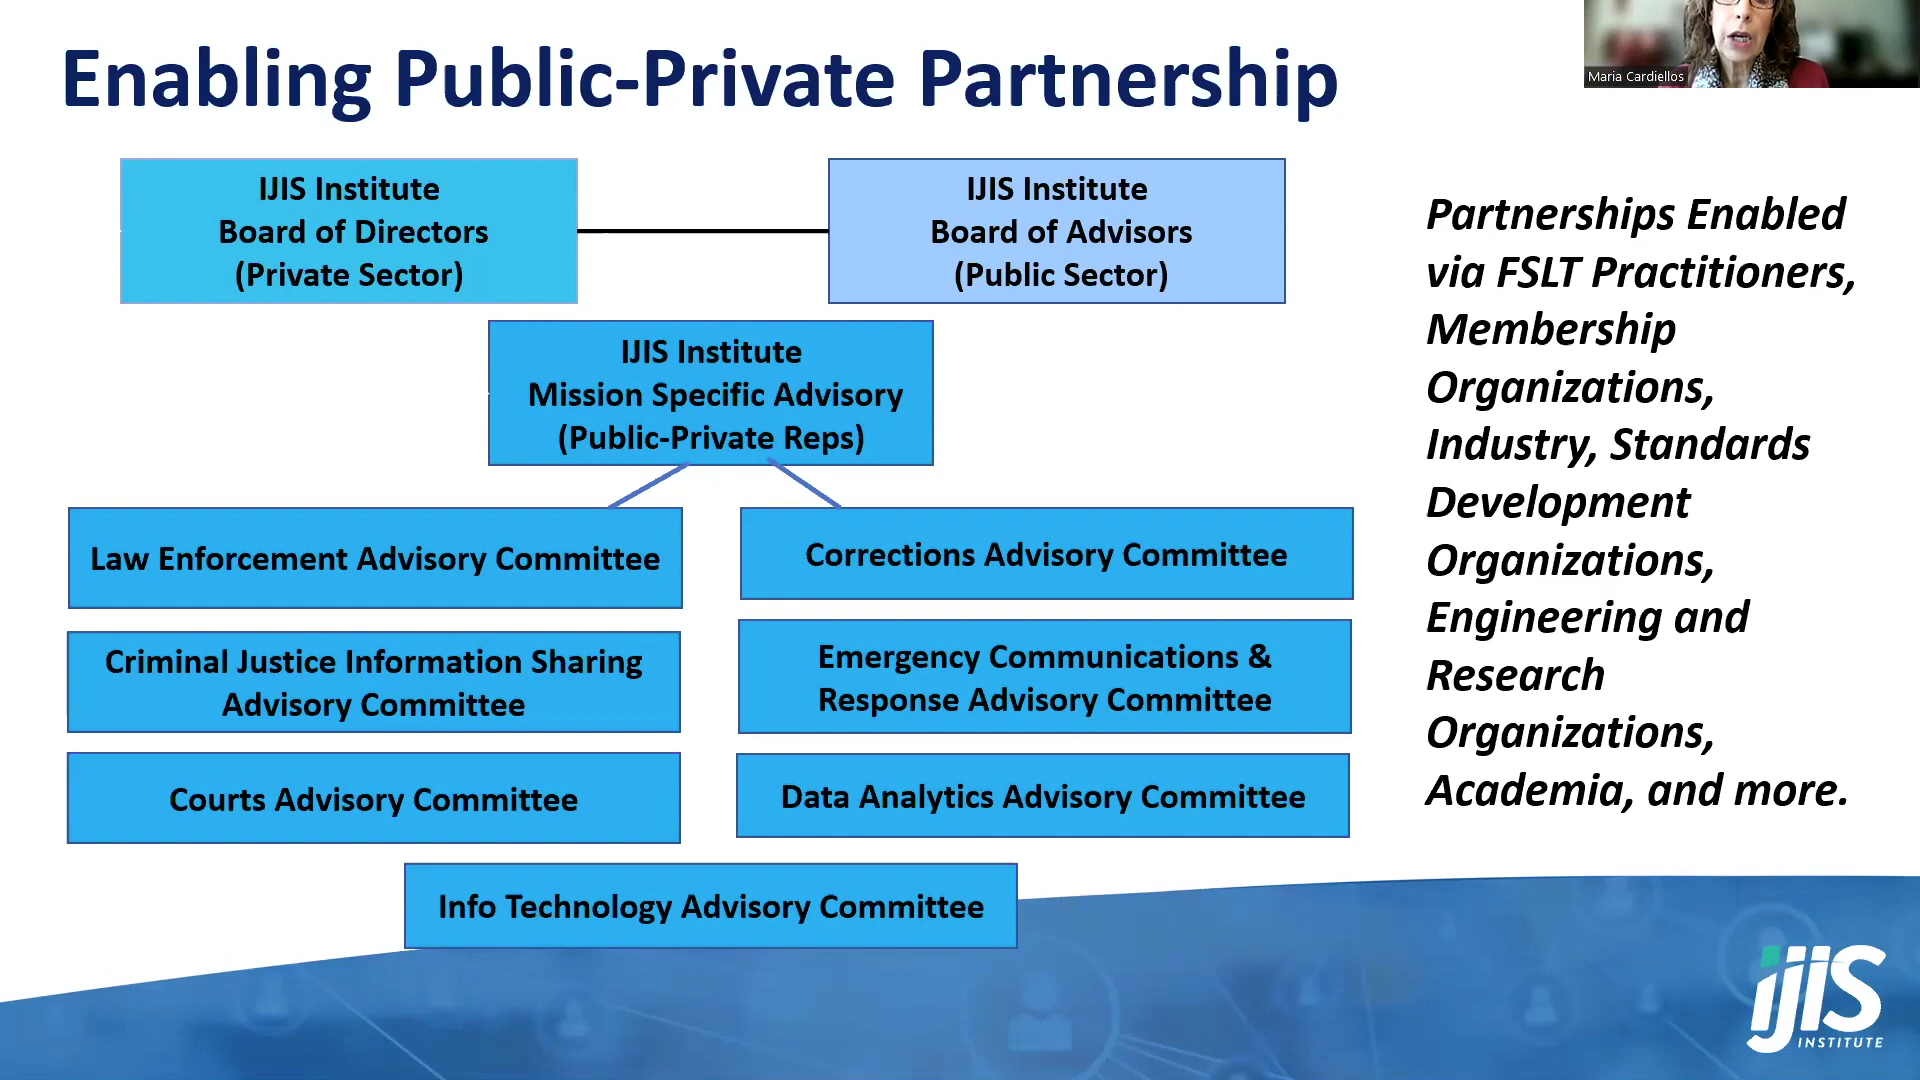 Enabling Public-Private Partnership
Maria Cardiellos
IJIS Institute
Board of Directors
(Private Sector)
IJIS Institute
Board of Advisors
(Public Sector)
IJIS Institute
Mission Specific Advisory
(Public-Private Reps)
Law Enforcement Advisory Committee
Corrections Advisory Committee
Criminal Justice Information Sharing
Advisory Committee
Emergency Communications &
Response Advisory Committee
Courts Advisory Committee
Data Analytics Advisory Committee
Info Technology Advisory Committee
Partnerships Enabled
via FSLT Practitioners,
Membership
Organizations,
Industry, Standards
Development
Organizations,
Engineering and
Research
Organizations,
Academia, and more.
IJIS
INSTITUTE